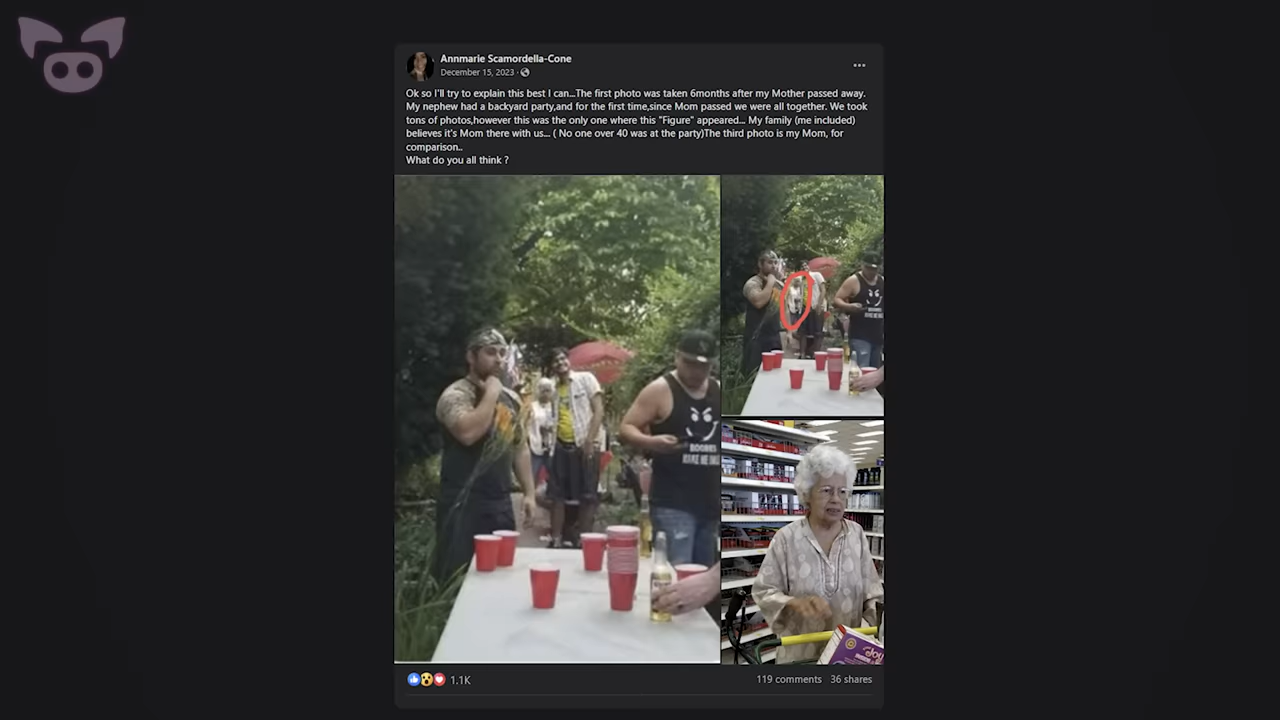 Annmarie Scamordella-Cone
December 15, 2023 ·
Ok so I'll try to explain this best I can...The first photo was taken 6months after my Mother passed away.
My nephew had a backyard party,and for the first time,since Mom passed we were all together. We took
tons of photos,however this was the only one where this "Figure" appeared... My family (me included)
believes it's Mom there with us... ( No one over 40 was at the party)The third photo is my Mom, for
comparison..
What do you all think ?
1.1K
119 comments 36 shares